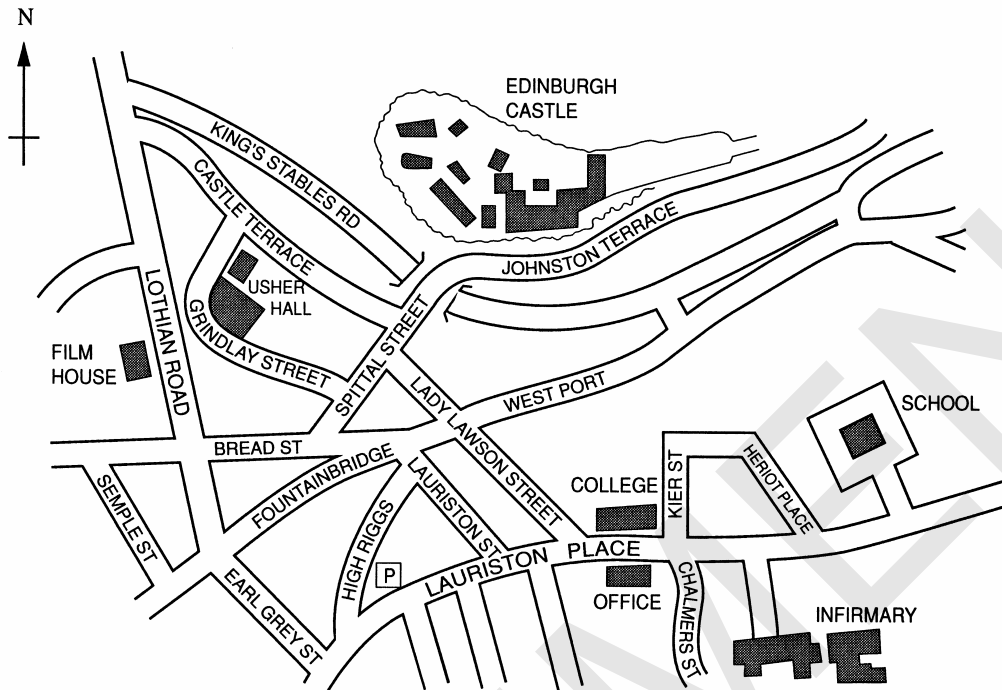 N
EDINBURGH
CASTLE
KING'S STABLES RD
CASTLE TERRACE
JOHNSTON TERRACE
USHER
HALL
LOTHIAN ROAD
GRINDLAY STREET
SPITTAL STREET
FILM
HOUSE
LADY LAWSON STREET
WEST PORT
BREAD ST
SCHOOL
FOUNTAINBRIDGE
LAURISTON ST
SEMPLE ST
HIGH RIGGS
COLLEGE
KIER ST
HERIOT PLACE
P
LAURISTON PLACE
EARL GREY ST
OFFICE
CHALMERS ST
INFIRMARY